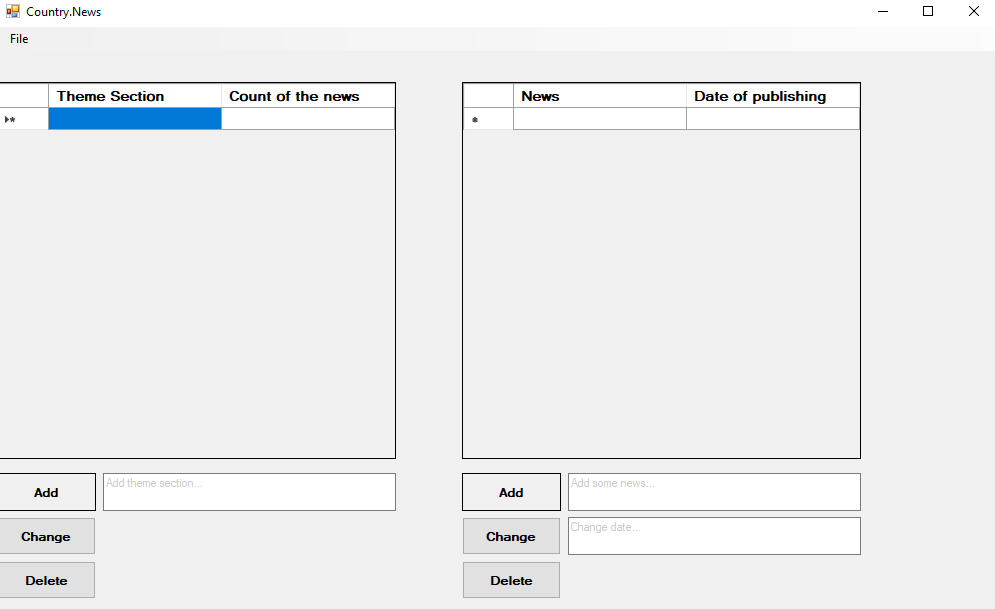 Country.News
File
Theme Section Count of the news
News Date of publishing
Add Add theme section...
Change
Delete
Add Add some news...
Change Change date...
Delete